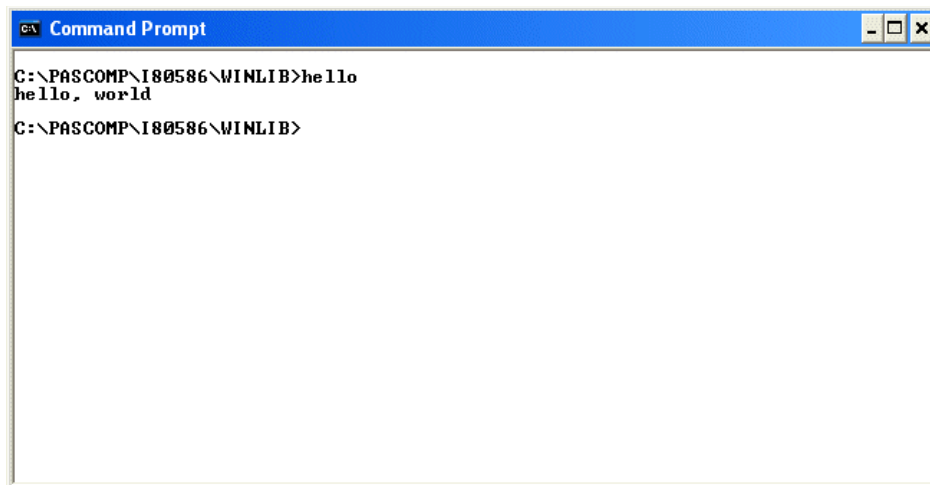 Command Prompt
C:\PASCOMP\I80586\WINLIB>hello
hello, world
C:\PASCOMP\I80586\WINLIB>